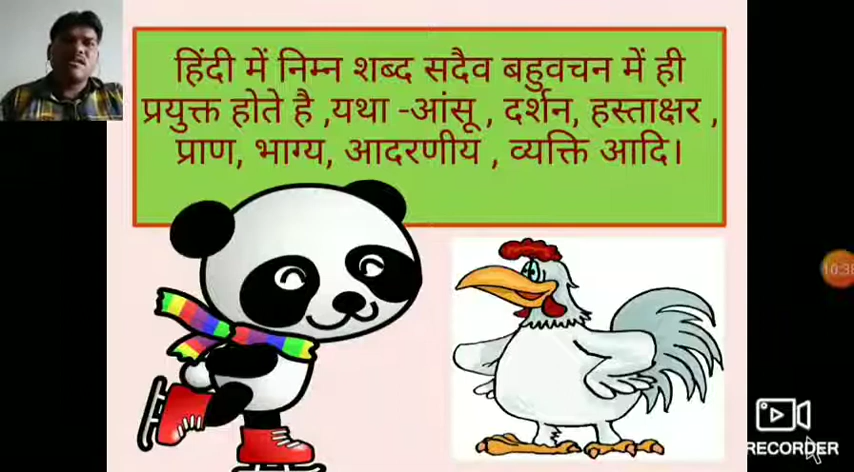 हिंदी में निम्न शब्द सदैव बहुवचन में ही
प्रयुक्त होते है ,यथा -आंसू , दर्शन, हस्ताक्षर ,
प्राण, भाग्य, आदरणीय , व्यक्ति आदि।
RECORDER